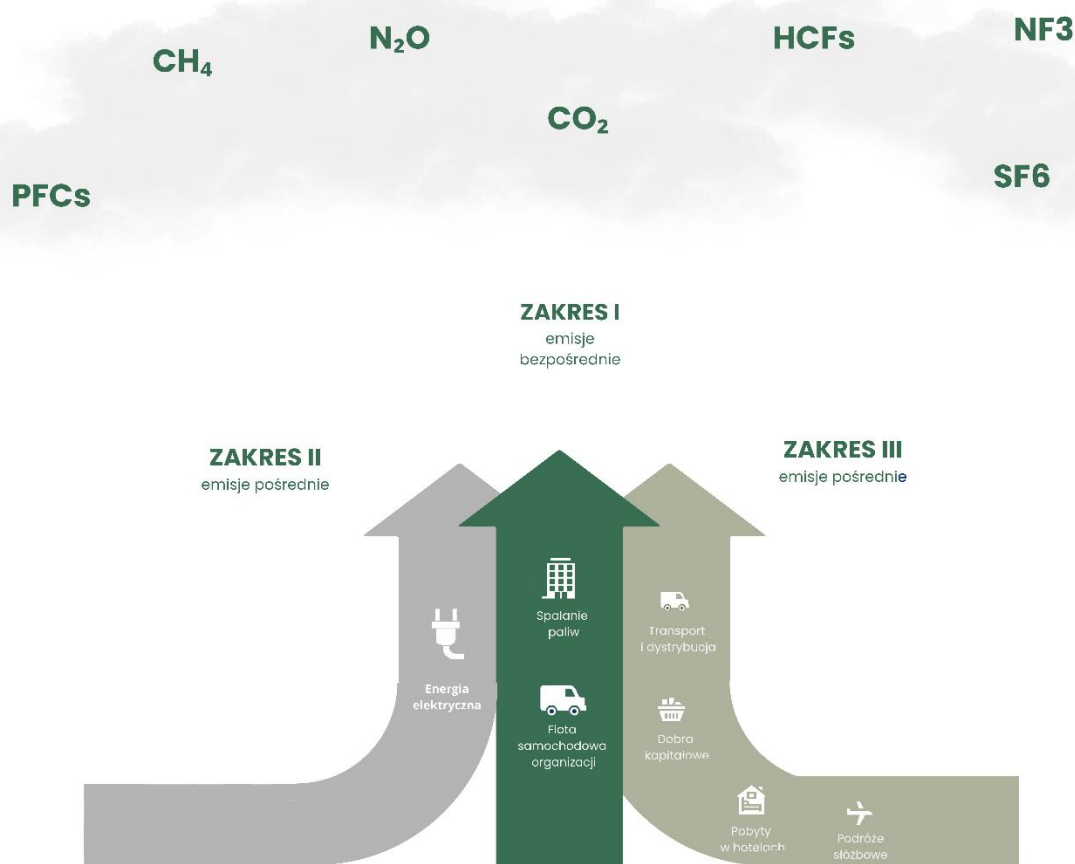 CH₄
N₂O
HCFs
NF3
CO₂
PFCs
SF6
ZAKRES I
emisje
bezpośrednie
ZAKRES II
emisje pośrednie
ZAKRES III
emisje pośrednie
Energia
elektryczna
Spalanie
paliw
Flota
samochodowa
organizacji
Transport
i dystrybucja
Dobra
kapitałowe
Pobyty
w hotelach
Podróże
słózbowe